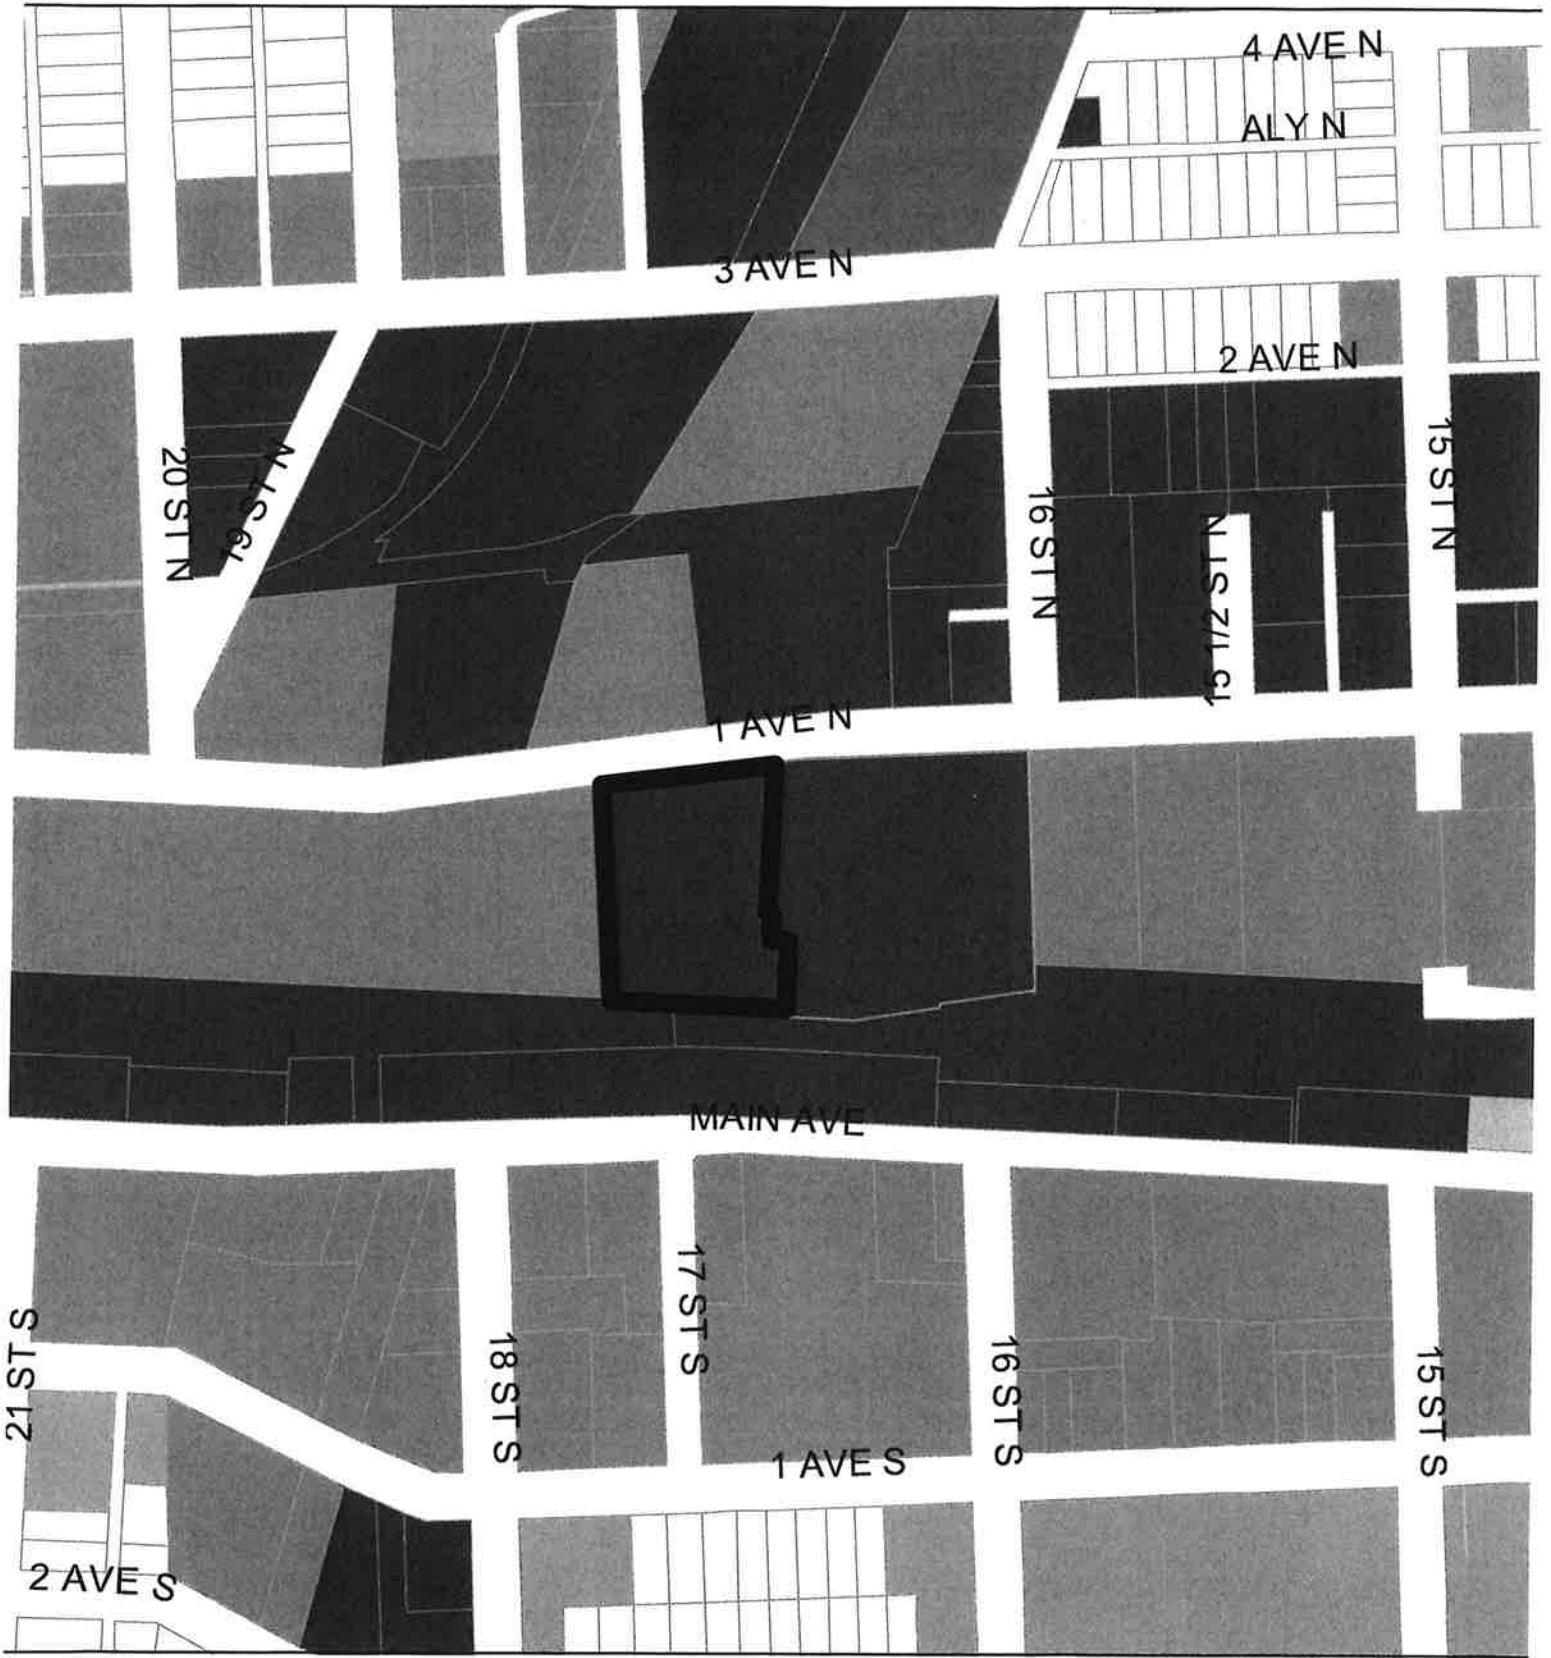 4 AVE N
ALY N
3 AVE N
2 AVE N
20 ST N
19 ST N
16 ST N
15 1/2 ST N
15 ST N
1 AVE N
MAIN AVE
21 ST S
18 ST S
17 ST S
16 ST S
15 ST S
1 AVE S
2 AVE S